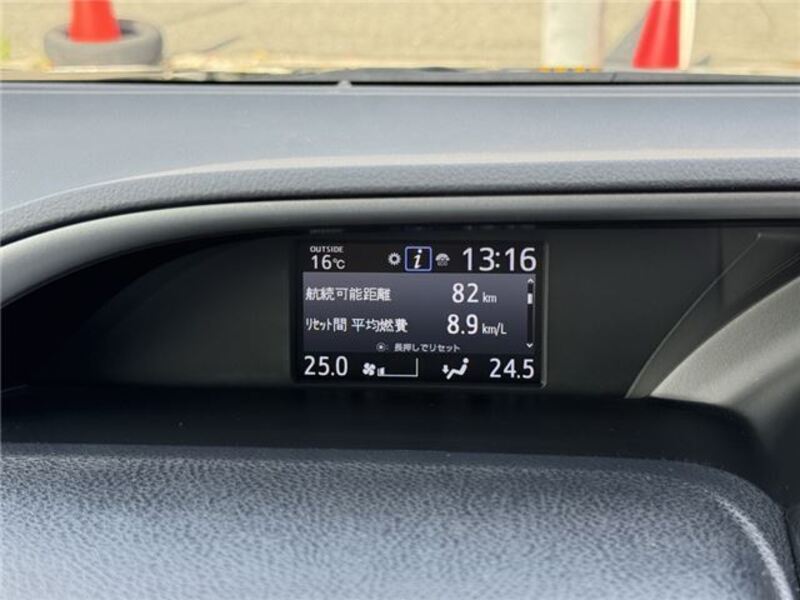 OUTSIDE
16℃ i ECO 13:16
航続可能距離 82 km
リセット間 平均燃費 8.9 km/L
長押しでリセット
25.0 24.5